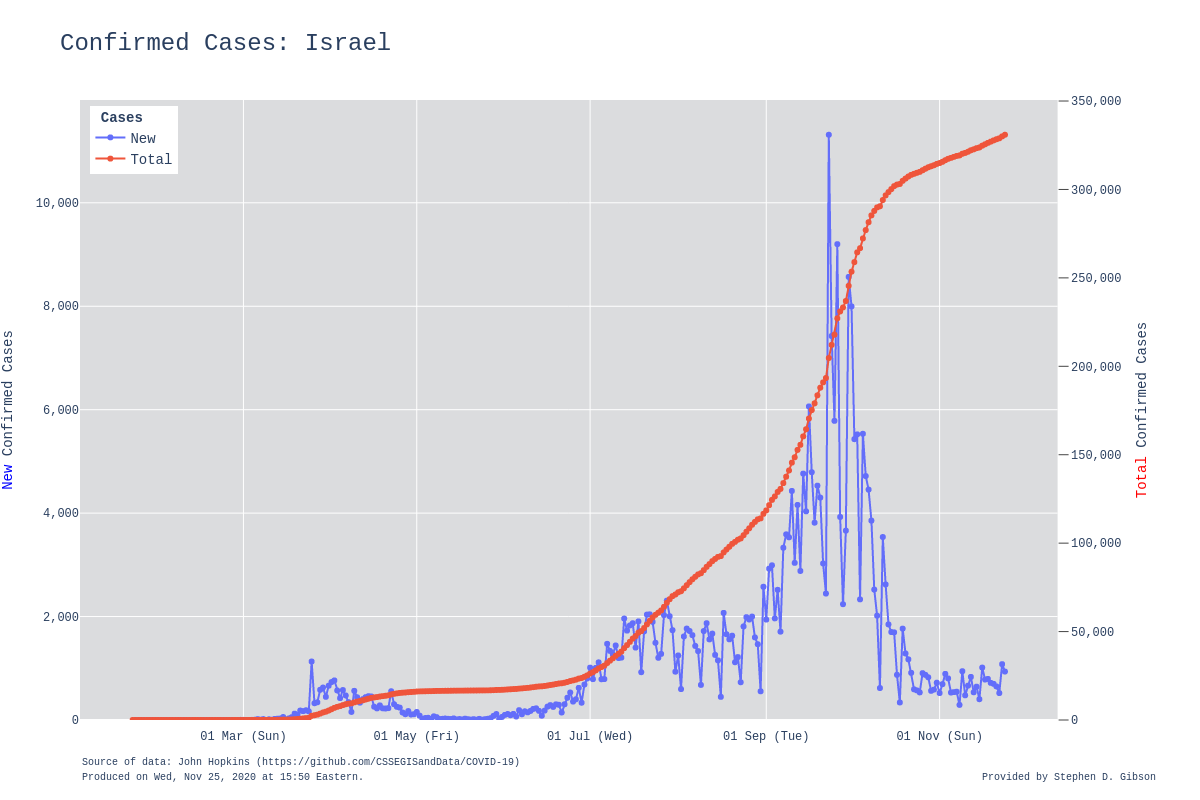 Confirmed Cases: Israel
Cases
New
Total
10,000
8,000
6,000
4,000
2,000
0
New Confirmed Cases
350,000
300,000
250,000
200,000
150,000
100,000
50,000
0
Total Confirmed Cases
01 Mar (Sun)
01 May (Fri)
01 Jul (Wed)
01 Sep (Tue)
01 Nov (Sun)
Source of data: John Hopkins (https://github.com/CSSEGISandData/COVID-19)
Produced on Wed, Nov 25, 2020 at 15:50 Eastern.
Provided by Stephen D. Gibson